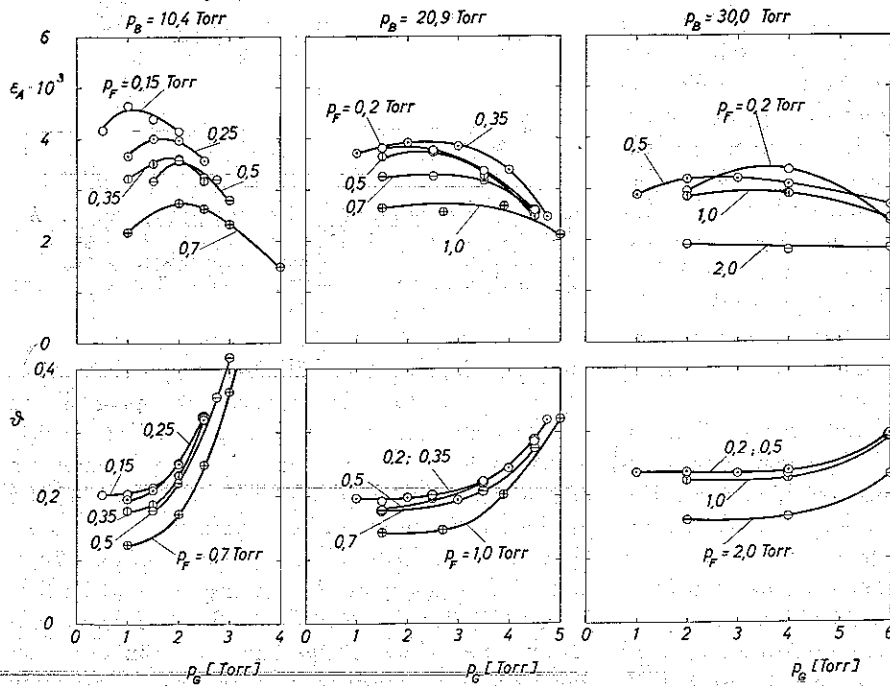 p_B = 10,4 Torr
p_B = 20,9 Torr
p_B = 30,0 Torr
6
ε_A · 10³
4
2
0
p_F = 0,15 Torr
0,25
0,5
0,35
0,7
p_F = 0,2 Torr
0,35
0,5
0,7
1,0
p_F = 0,2
0,5
1,0
2,0
0,4
ϑ
0,2
0
0,25
0,15
0,35
0,5
p_F = 0,7 Torr
0,2 ; 0,35
0,5
0,7
p_F = 1,0 Torr
0,2 ; 0,5
1,0
p_F = 2,0 Torr
0 1 2 3 4
0 1 2 3 4 5
0 1 2 3 4 5 6
p_G [Torr]
p_G [Torr]
p_G [Torr]